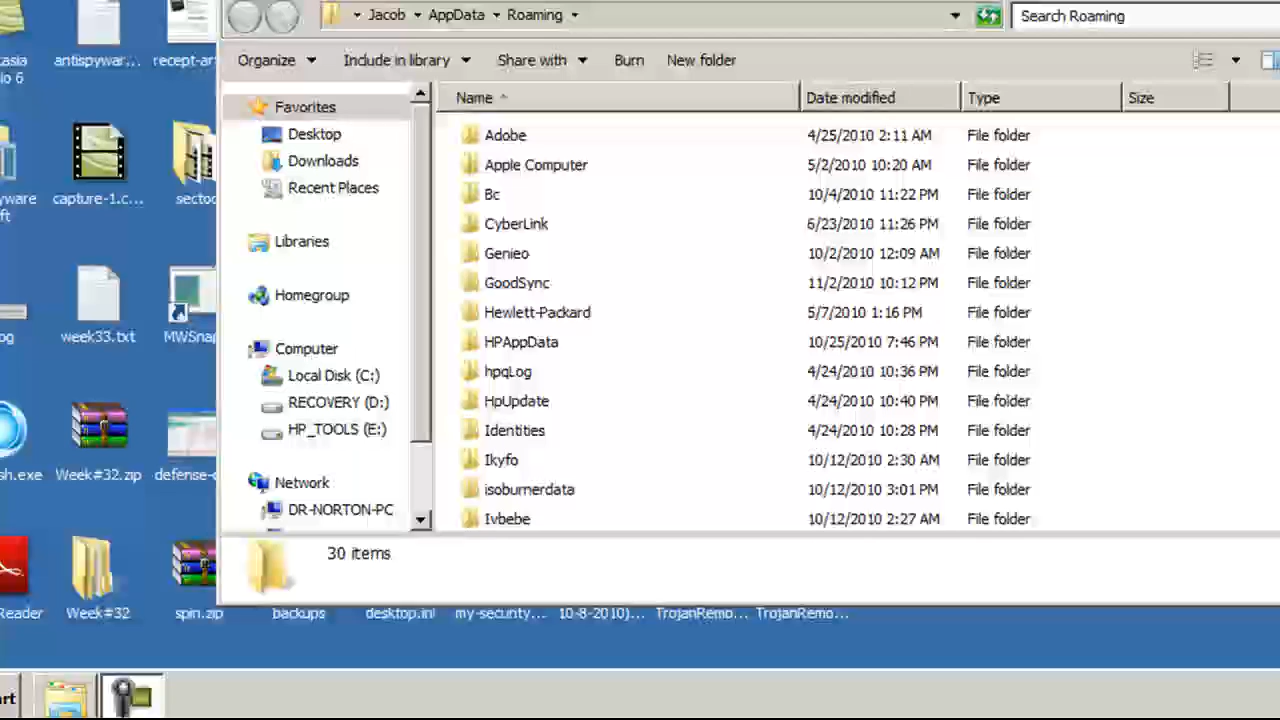 Jacob AppData Roaming Search Roaming
Organize Include in library Share with Burn New folder
Name Date modified Type Size
Favorites
Desktop
Downloads
Recent Places
Libraries
Homegroup
Computer
Local Disk (C:)
RECOVERY (D:)
HP_TOOLS (E:)
Network
DR-NORTON-PC
Adobe 4/25/2010 2:11 AM File folder
Apple Computer 5/2/2010 10:20 AM File folder
Bc 10/4/2010 11:22 PM File folder
CyberLink 6/23/2010 11:26 PM File folder
Genieo 10/2/2010 12:09 AM File folder
GoodSync 11/2/2010 10:12 PM File folder
Hewlett-Packard 5/7/2010 1:16 PM File folder
HPAppData 10/25/2010 7:46 PM File folder
hpqLog 4/24/2010 10:36 PM File folder
HpUpdate 4/24/2010 10:40 PM File folder
Identities 4/24/2010 10:28 PM File folder
Ikyfo 10/12/2010 2:30 AM File folder
isoburnerdata 10/12/2010 3:01 PM File folder
Ivbebe 10/12/2010 2:27 AM File folder
30 items
tasia
io 6
antispywar...
recept-ar
yware
ft
capture-1.c...
sectoo
og
week33.txt
MWSnap
sh.exe
Week#32.zip
defense-c
Reader
Week#32
spin.zip
backups
desktop.ini
my-security...
10-8-2010)...
TrojanRemo...
TrojanRemo...
art